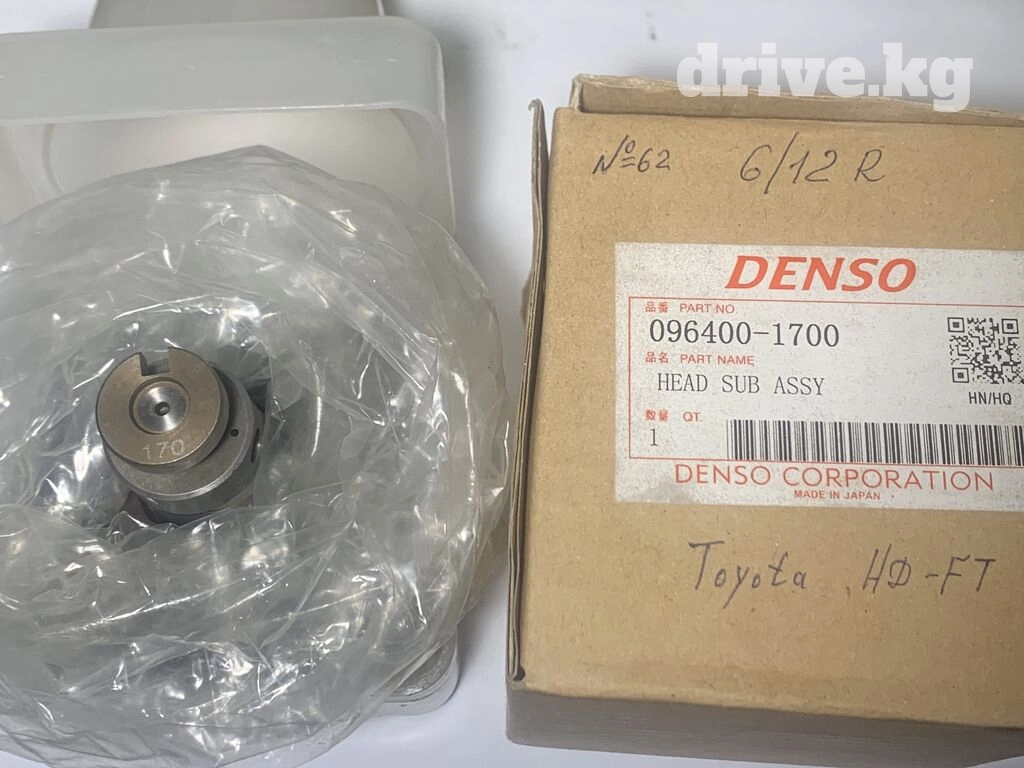 drive.kg
№62 6/12 R
DENSO
品番 PART NO.
096400-1700
品名 PART NAME
HEAD SUB ASSY
HN/HQ
数量 QT.
1
DENSO CORPORATION
MADE IN JAPAN
Toyota HD-FT
170